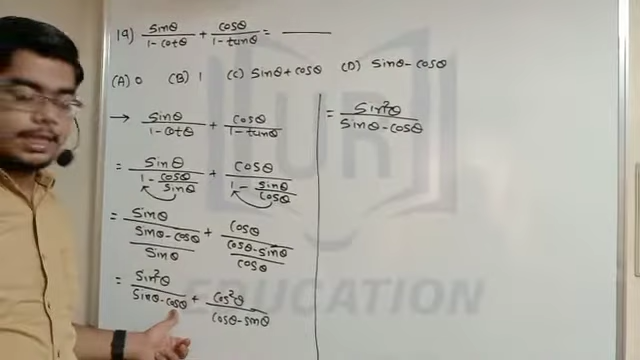 19) sinθ/(1-cotθ) + cosθ/(1-tanθ) = ____
(A) 0 (B) 1 (C) sinθ+cosθ (D) sinθ-cosθ
→ sinθ/(1-cotθ) + cosθ/(1-tanθ)
= sinθ/(1 - cosθ/sinθ) + cosθ/(1 - sinθ/cosθ)
= sinθ/((sinθ-cosθ)/sinθ) + cosθ/((cosθ-sinθ)/cosθ)
= sin²θ/(sinθ-cosθ) + cos²θ/(cosθ-sinθ)
= sin²θ/(sinθ-cosθ)
UR
EDUCATION